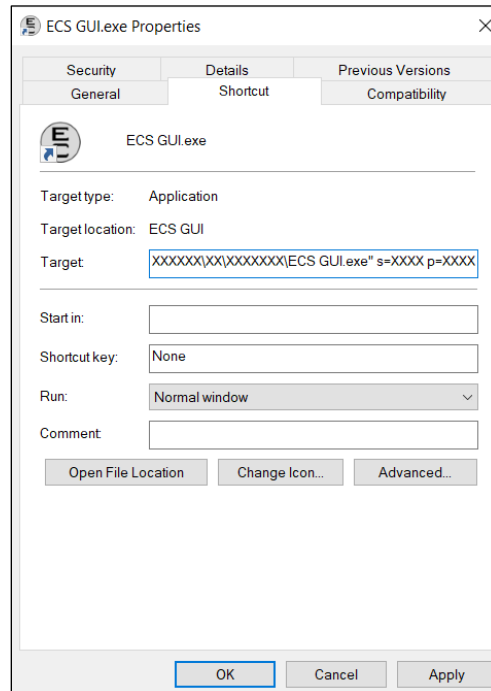 ECS GUI.exe Properties
Security Details Previous Versions
General Shortcut Compatibility
ECS GUI.exe
Target type: Application
Target location: ECS GUI
Target: XXXXXX\XX\XXXXXXX\ECS GUI.exe" s=XXXX p=XXXX
Start in:
Shortcut key: None
Run: Normal window
Comment:
Open File Location Change Icon... Advanced...
OK Cancel Apply